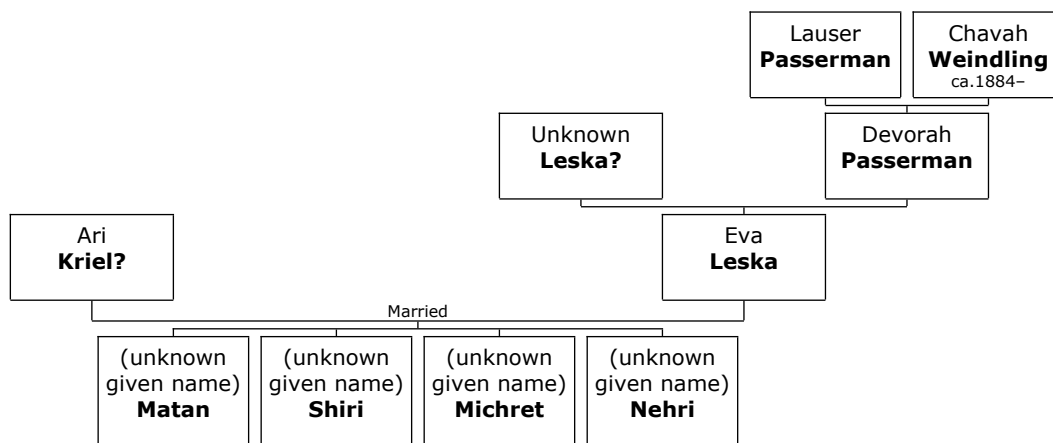 Lauser
Passerman
Chavah
Weindling
ca.1884–
Unknown
Leska?
Devorah
Passerman
Ari
Kriel?
Eva
Leska
Married
(unknown
given name)
Matan
(unknown
given name)
Shiri
(unknown
given name)
Michret
(unknown
given name)
Nehri